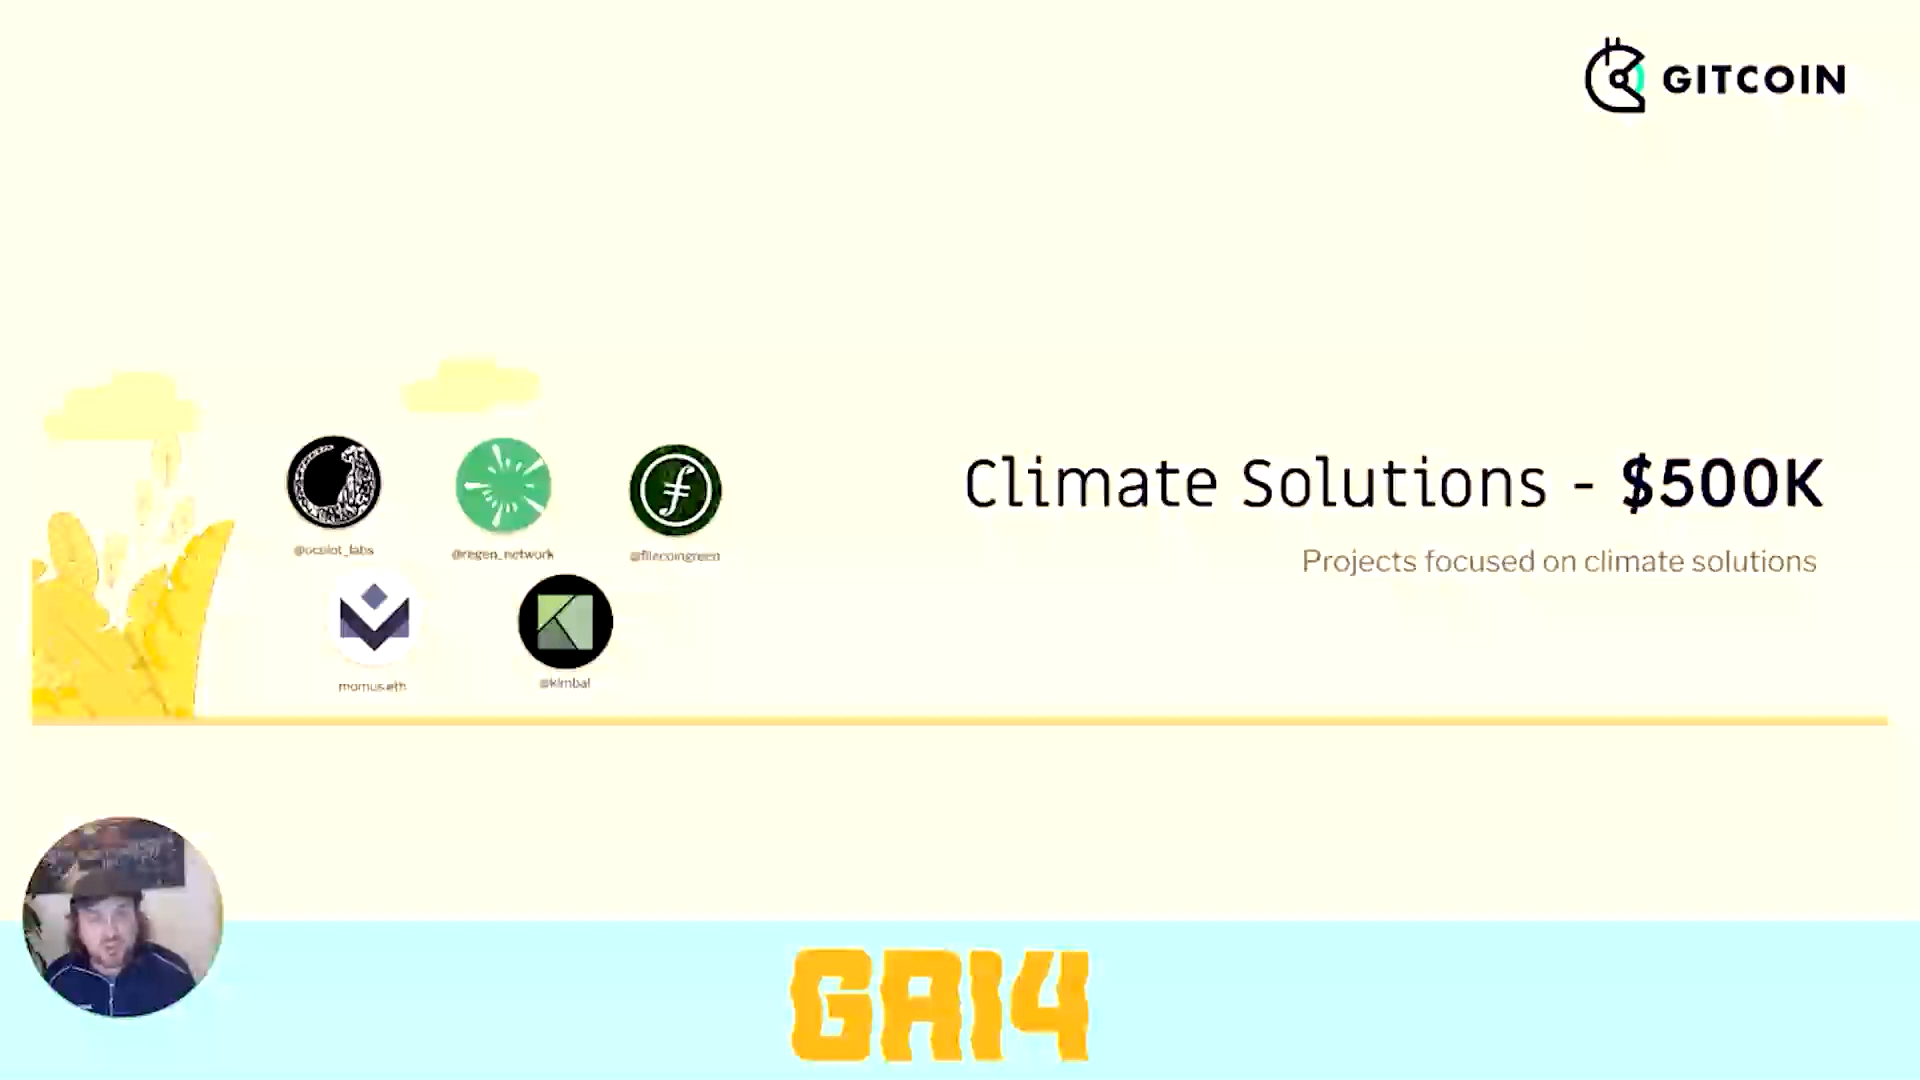 GITCOIN
Climate Solutions - $500K
Projects focused on climate solutions
@ocelot_labs
@regen_network
@filecoingreen
momus.eth
@kimbal
GR14